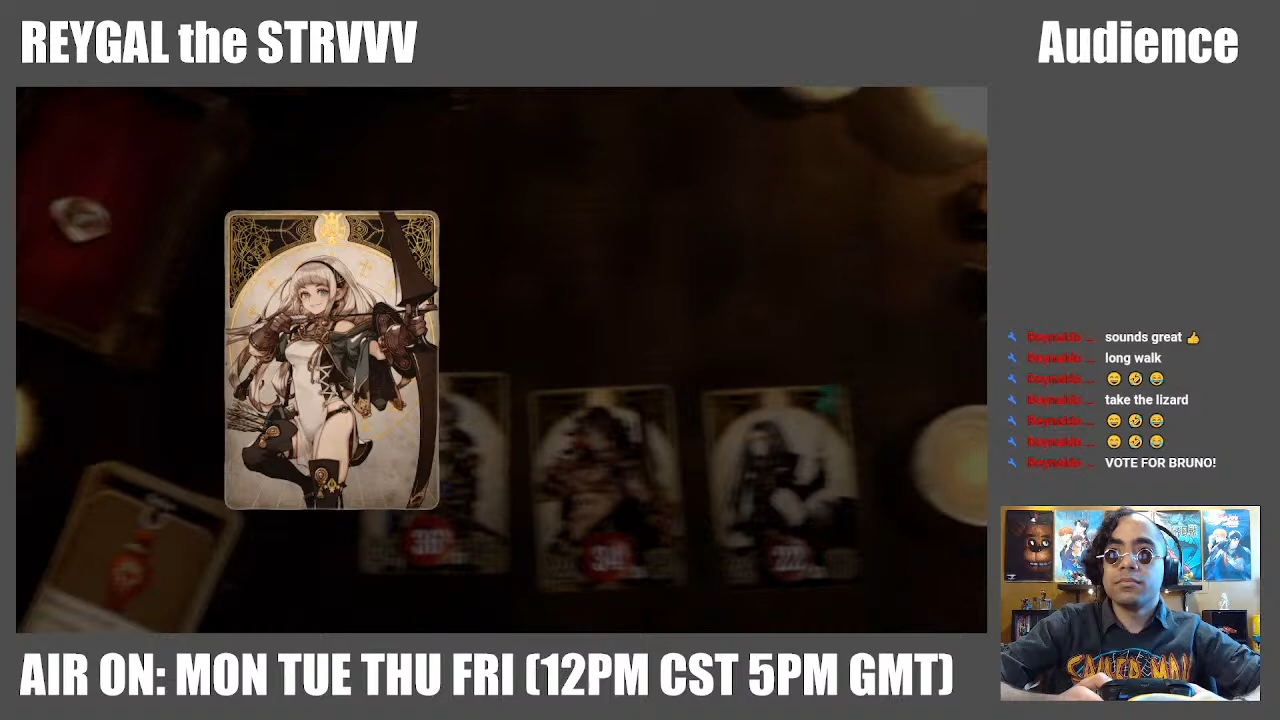 REYGAL the STRVVV
Audience
sounds great 👍
long walk
😄 🤣 😂
take the lizard
😄 🤣 😂
😄 🤣 😂
VOTE FOR BRUNO!
AIR ON: MON TUE THU FRI (12PM CST 5PM GMT)